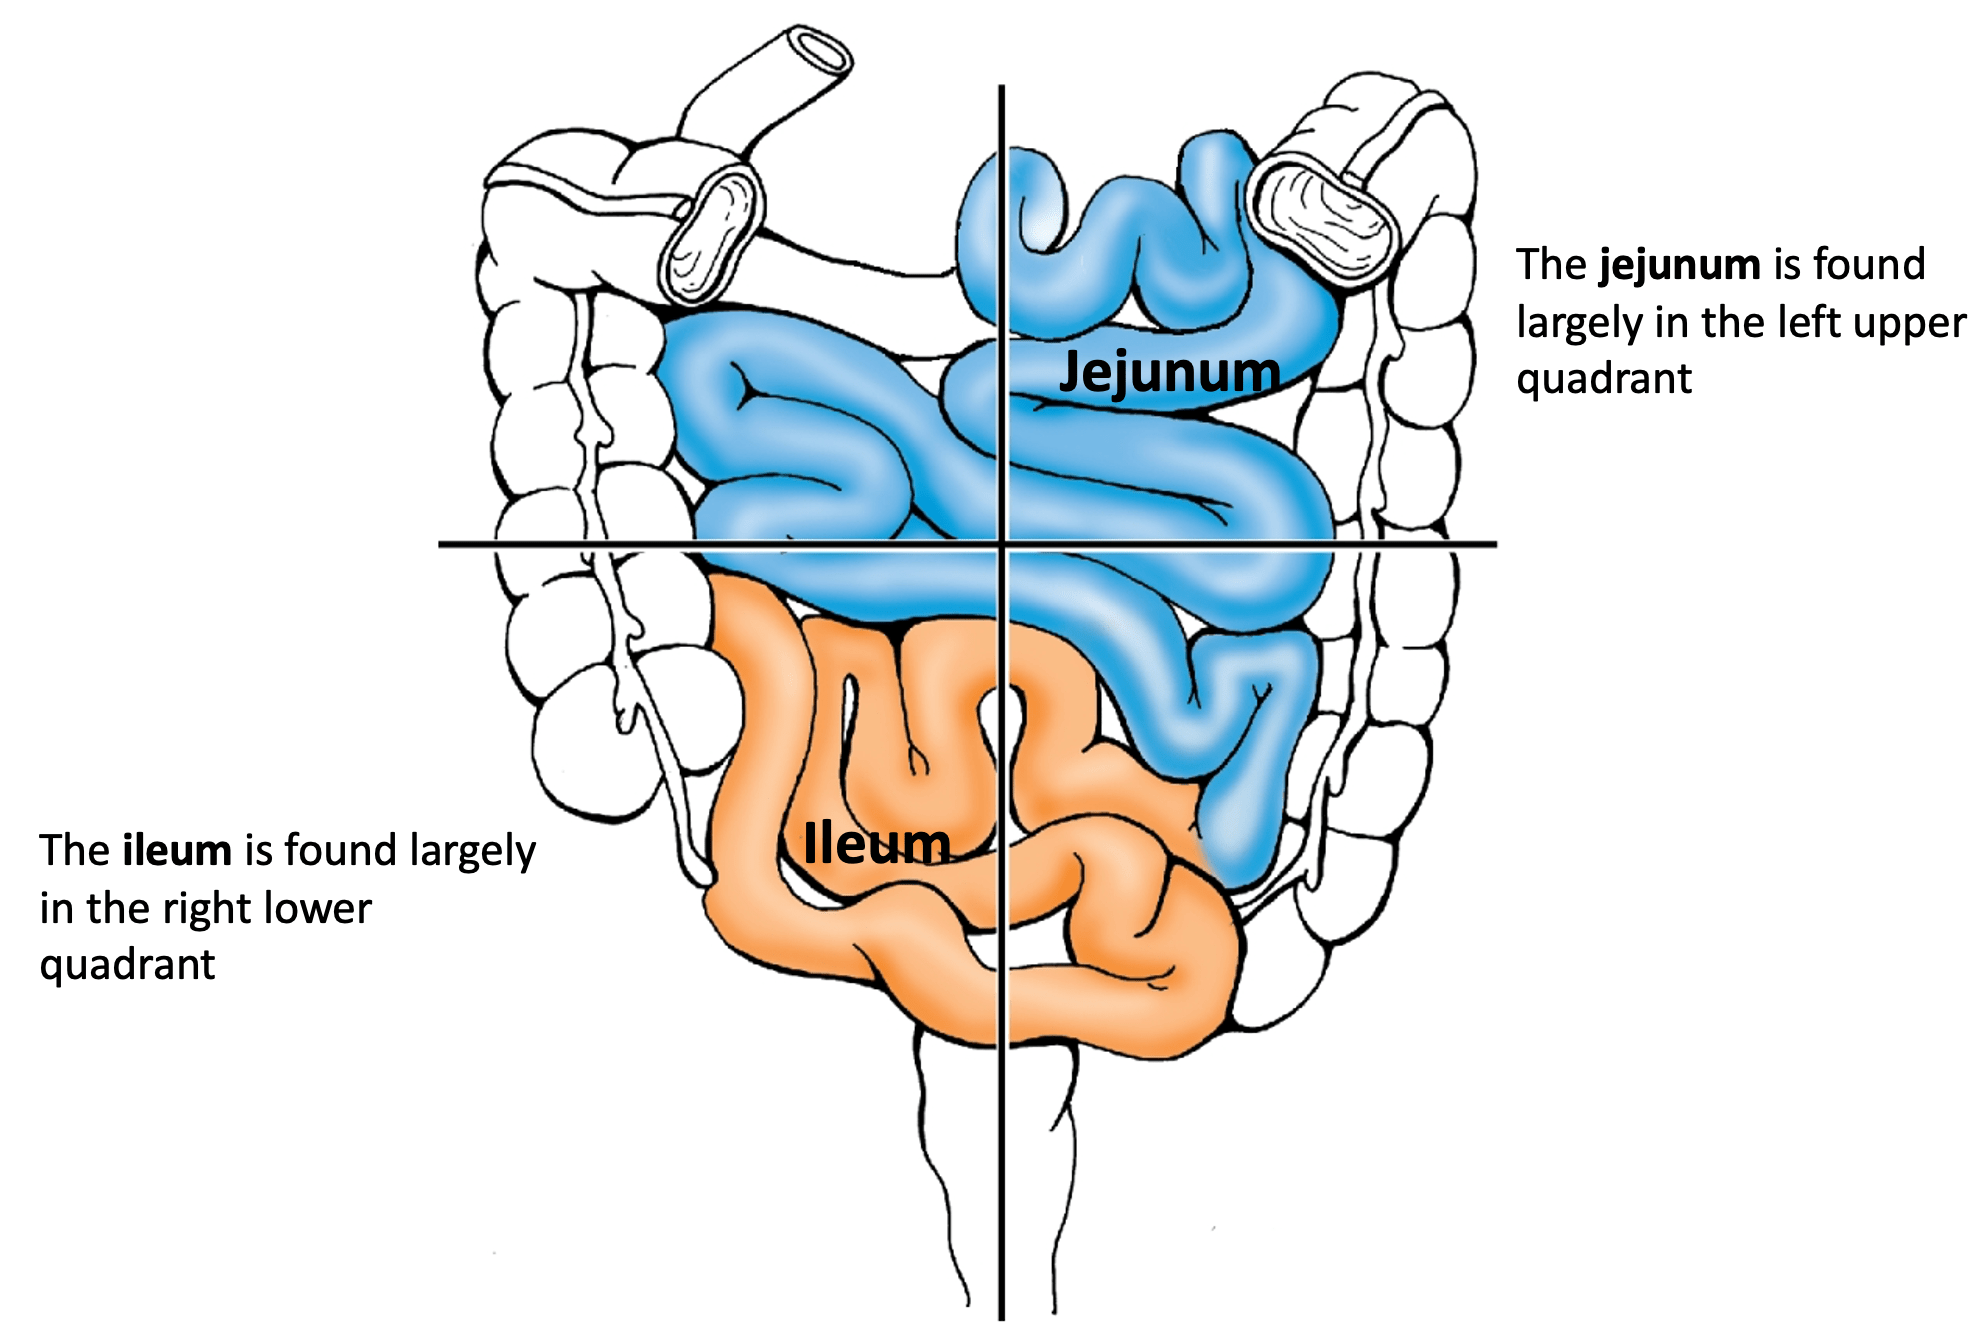 The jejunum is found
largely in the left upper
quadrant
Jejunum
The ileum is found largely
in the right lower
quadrant
Ileum